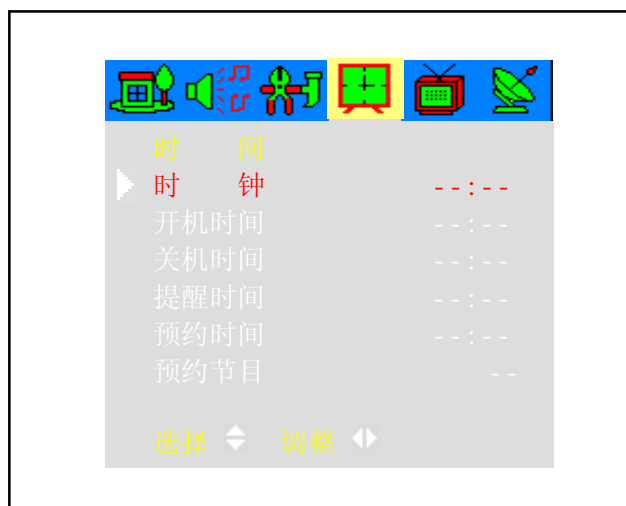 时 间
时 钟 --:--
开机时间 --:--
关机时间 --:--
提醒时间 --:--
预约时间 --:--
预约节目 --
选择 调整